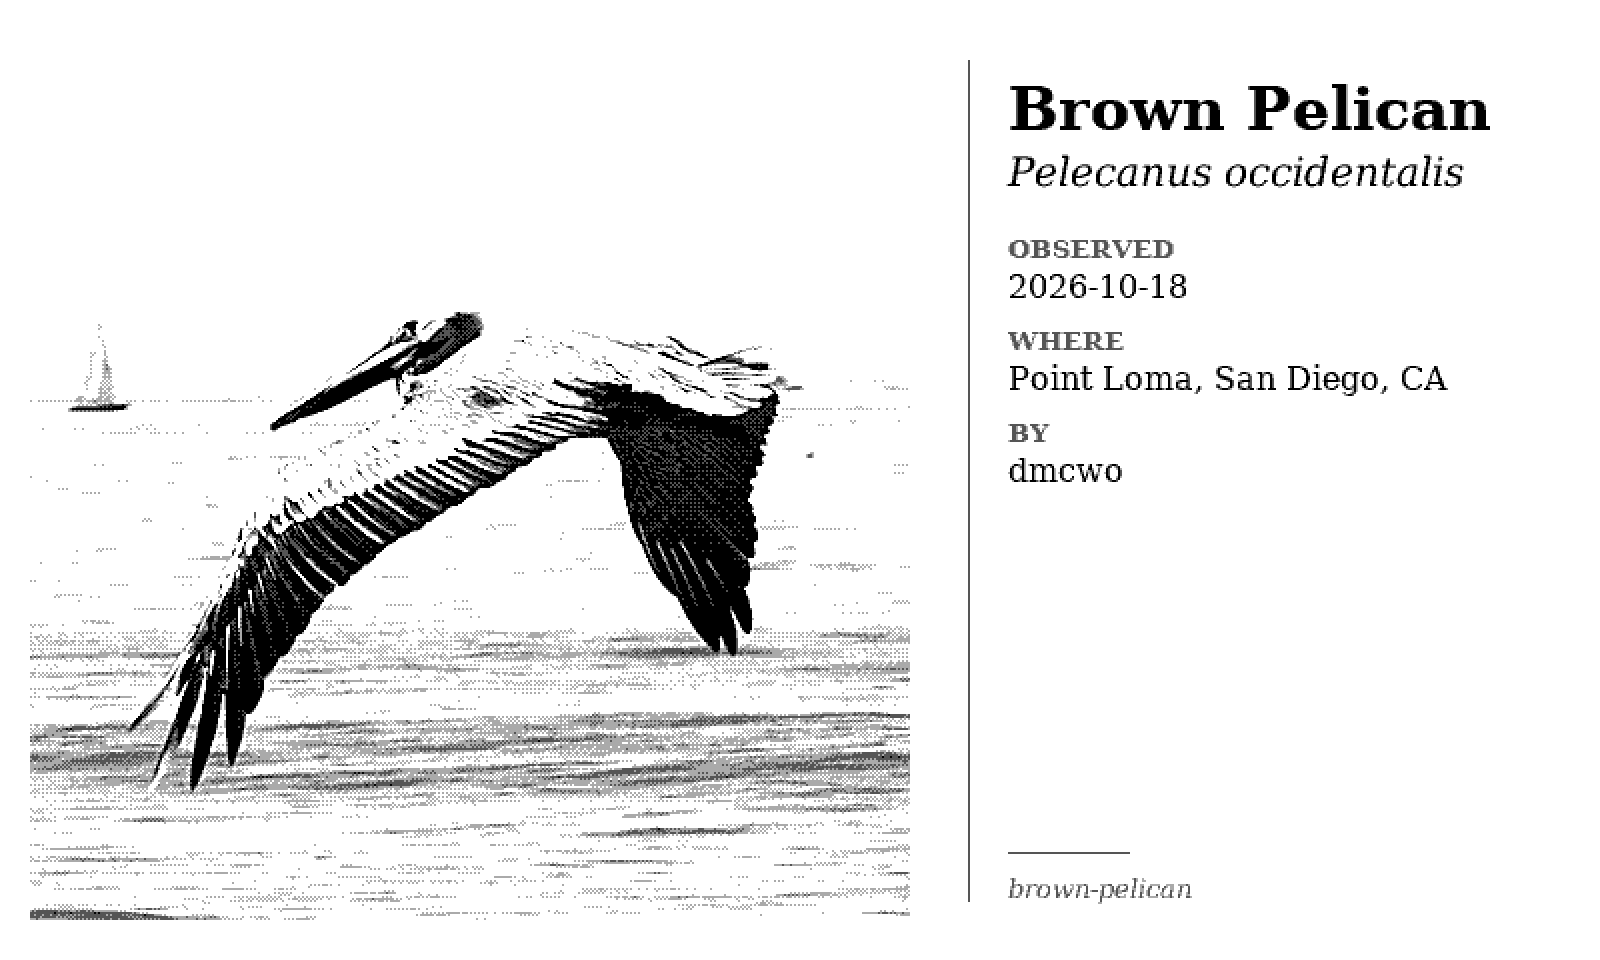 Brown Pelican
Pelecanus occidentalis
OBSERVED
2026-10-18
WHERE
Point Loma, San Diego, CA
BY
dmcwo
brown-pelican